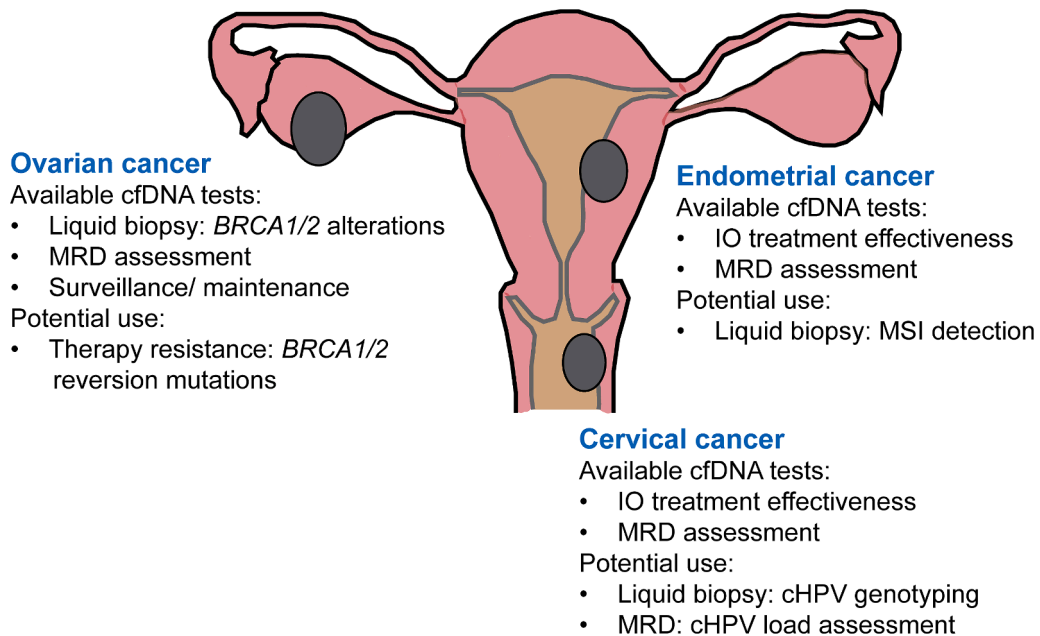 Ovarian cancer
Available cfDNA tests:
• Liquid biopsy: BRCA1/2 alterations
• MRD assessment
• Surveillance/ maintenance
Potential use:
• Therapy resistance: BRCA1/2
reversion mutations
Endometrial cancer
Available cfDNA tests:
• IO treatment effectiveness
• MRD assessment
Potential use:
• Liquid biopsy: MSI detection
Cervical cancer
Available cfDNA tests:
• IO treatment effectiveness
• MRD assessment
Potential use:
• Liquid biopsy: cHPV genotyping
• MRD: cHPV load assessment